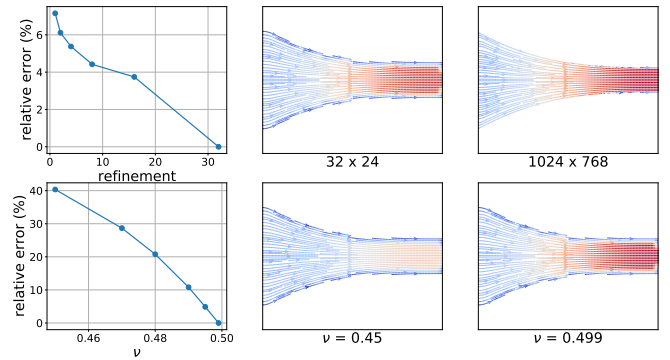 relative error (%)
6
4
2
0
0 10 20 30
refinement
32 x 24
1024 x 768
relative error (%)
40
30
20
10
0
0.46 0.48 0.50
ν
ν = 0.45
ν = 0.499